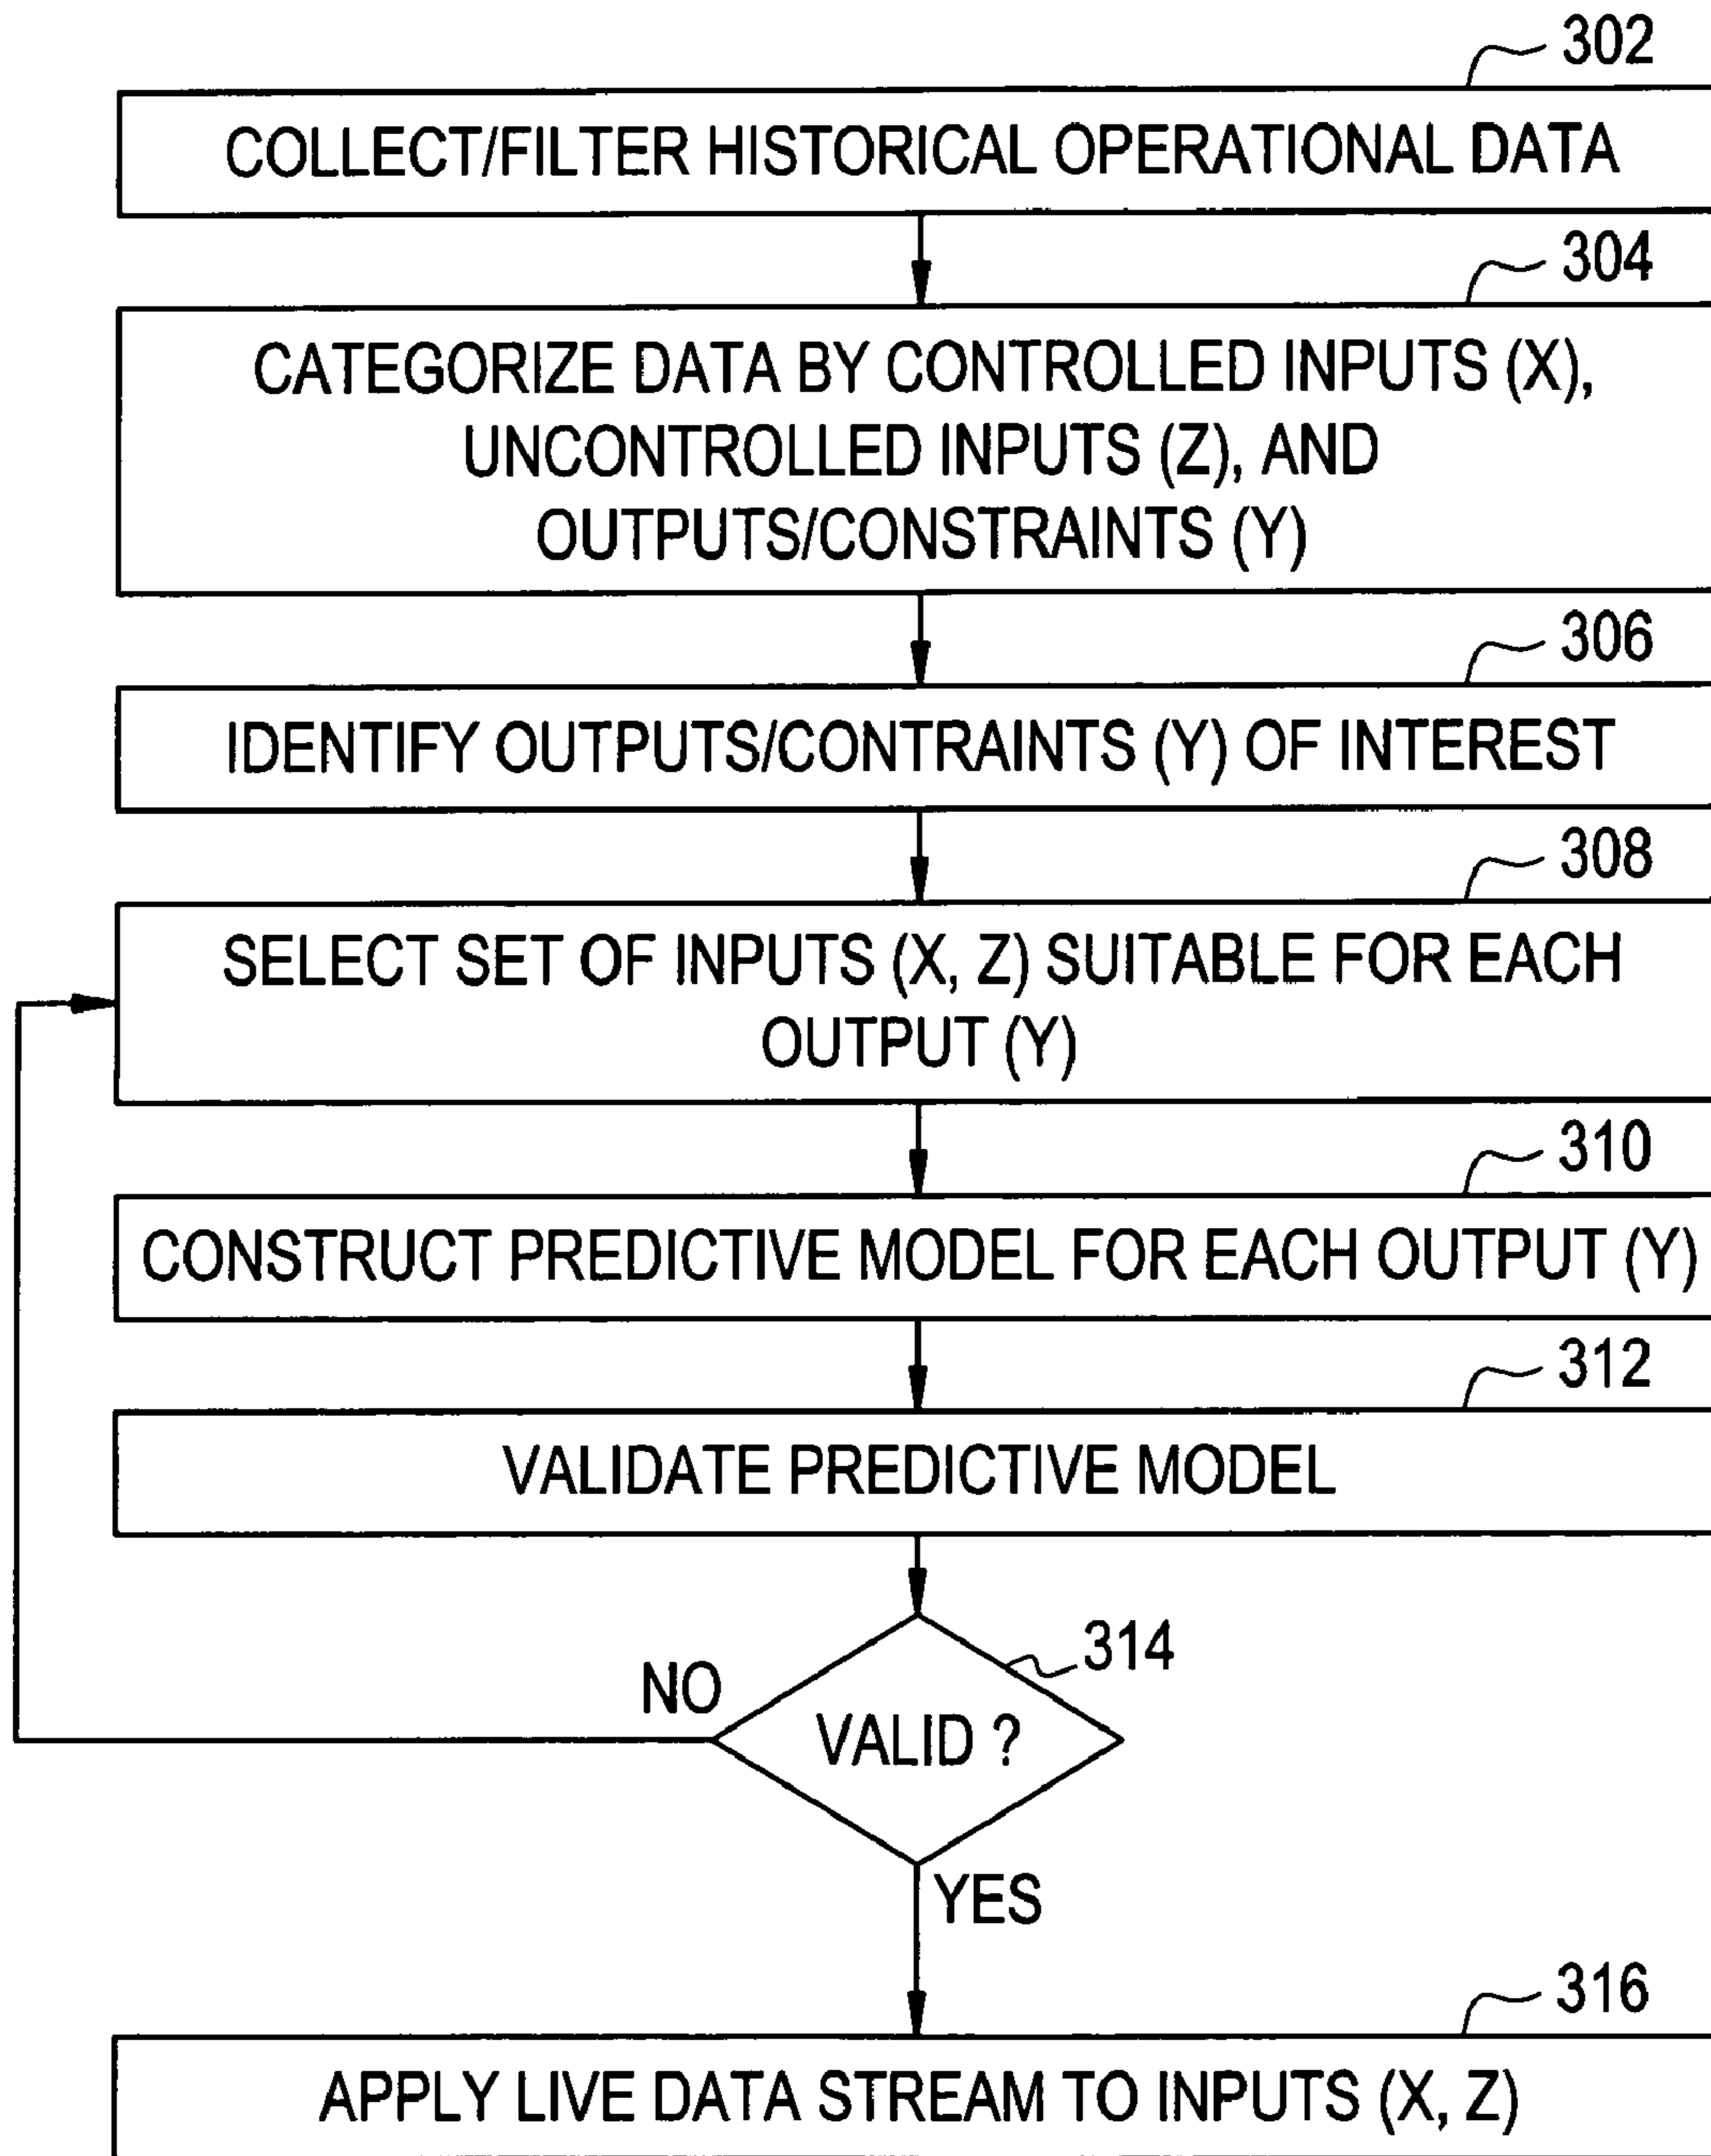 302
COLLECT/FILTER HISTORICAL OPERATIONAL DATA
304
CATEGORIZE DATA BY CONTROLLED INPUTS (X),
UNCONTROLLED INPUTS (Z), AND
OUTPUTS/CONSTRAINTS (Y)
306
IDENTIFY OUTPUTS/CONTRAINTS (Y) OF INTEREST
308
SELECT SET OF INPUTS (X, Z) SUITABLE FOR EACH
OUTPUT (Y)
310
CONSTRUCT PREDICTIVE MODEL FOR EACH OUTPUT (Y)
312
VALIDATE PREDICTIVE MODEL
314
NO
VALID ?
YES
316
APPLY LIVE DATA STREAM TO INPUTS (X, Z)